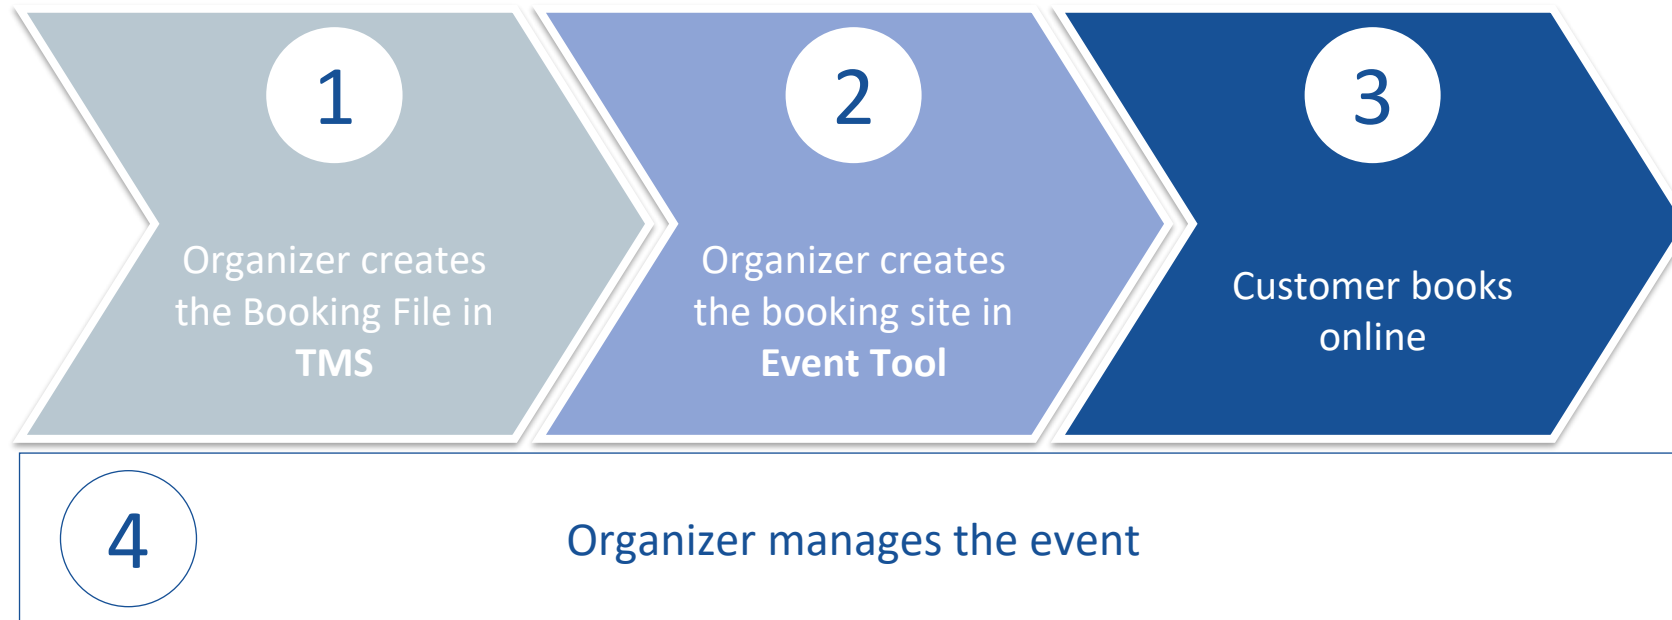 1
Organizer creates
the Booking File in
TMS
2
Organizer creates
the booking site in
Event Tool
3
Customer books
online
4
Organizer manages the event